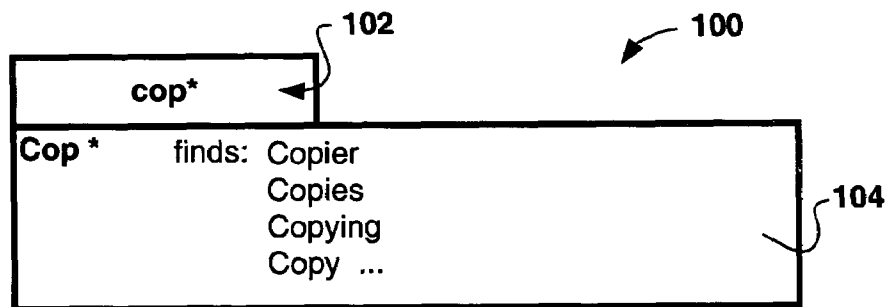 102
100
cop*
Cop * finds: Copier
Copies
Copying
104
Copy ...